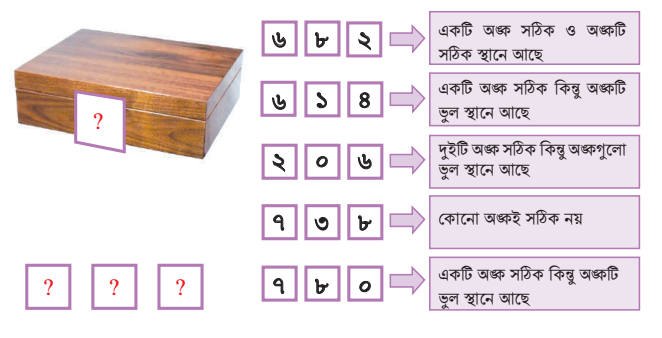 ৬ ৮ ২
একটি অঙ্ক সঠিক ও অঙ্কটি
সঠিক স্থানে আছে
৬ ১ ৪
একটি অঙ্ক সঠিক কিন্তু অঙ্কটি
ভুল স্থানে আছে
?
২ ০ ৬
দুইটি অঙ্ক সঠিক কিন্তু অঙ্কগুলো
ভুল স্থানে আছে
৭ ৩ ৮
কোনো অঙ্কই সঠিক নয়
? ? ?
৭ ৮ ০
একটি অঙ্ক সঠিক কিন্তু অঙ্কটি
ভুল স্থানে আছে